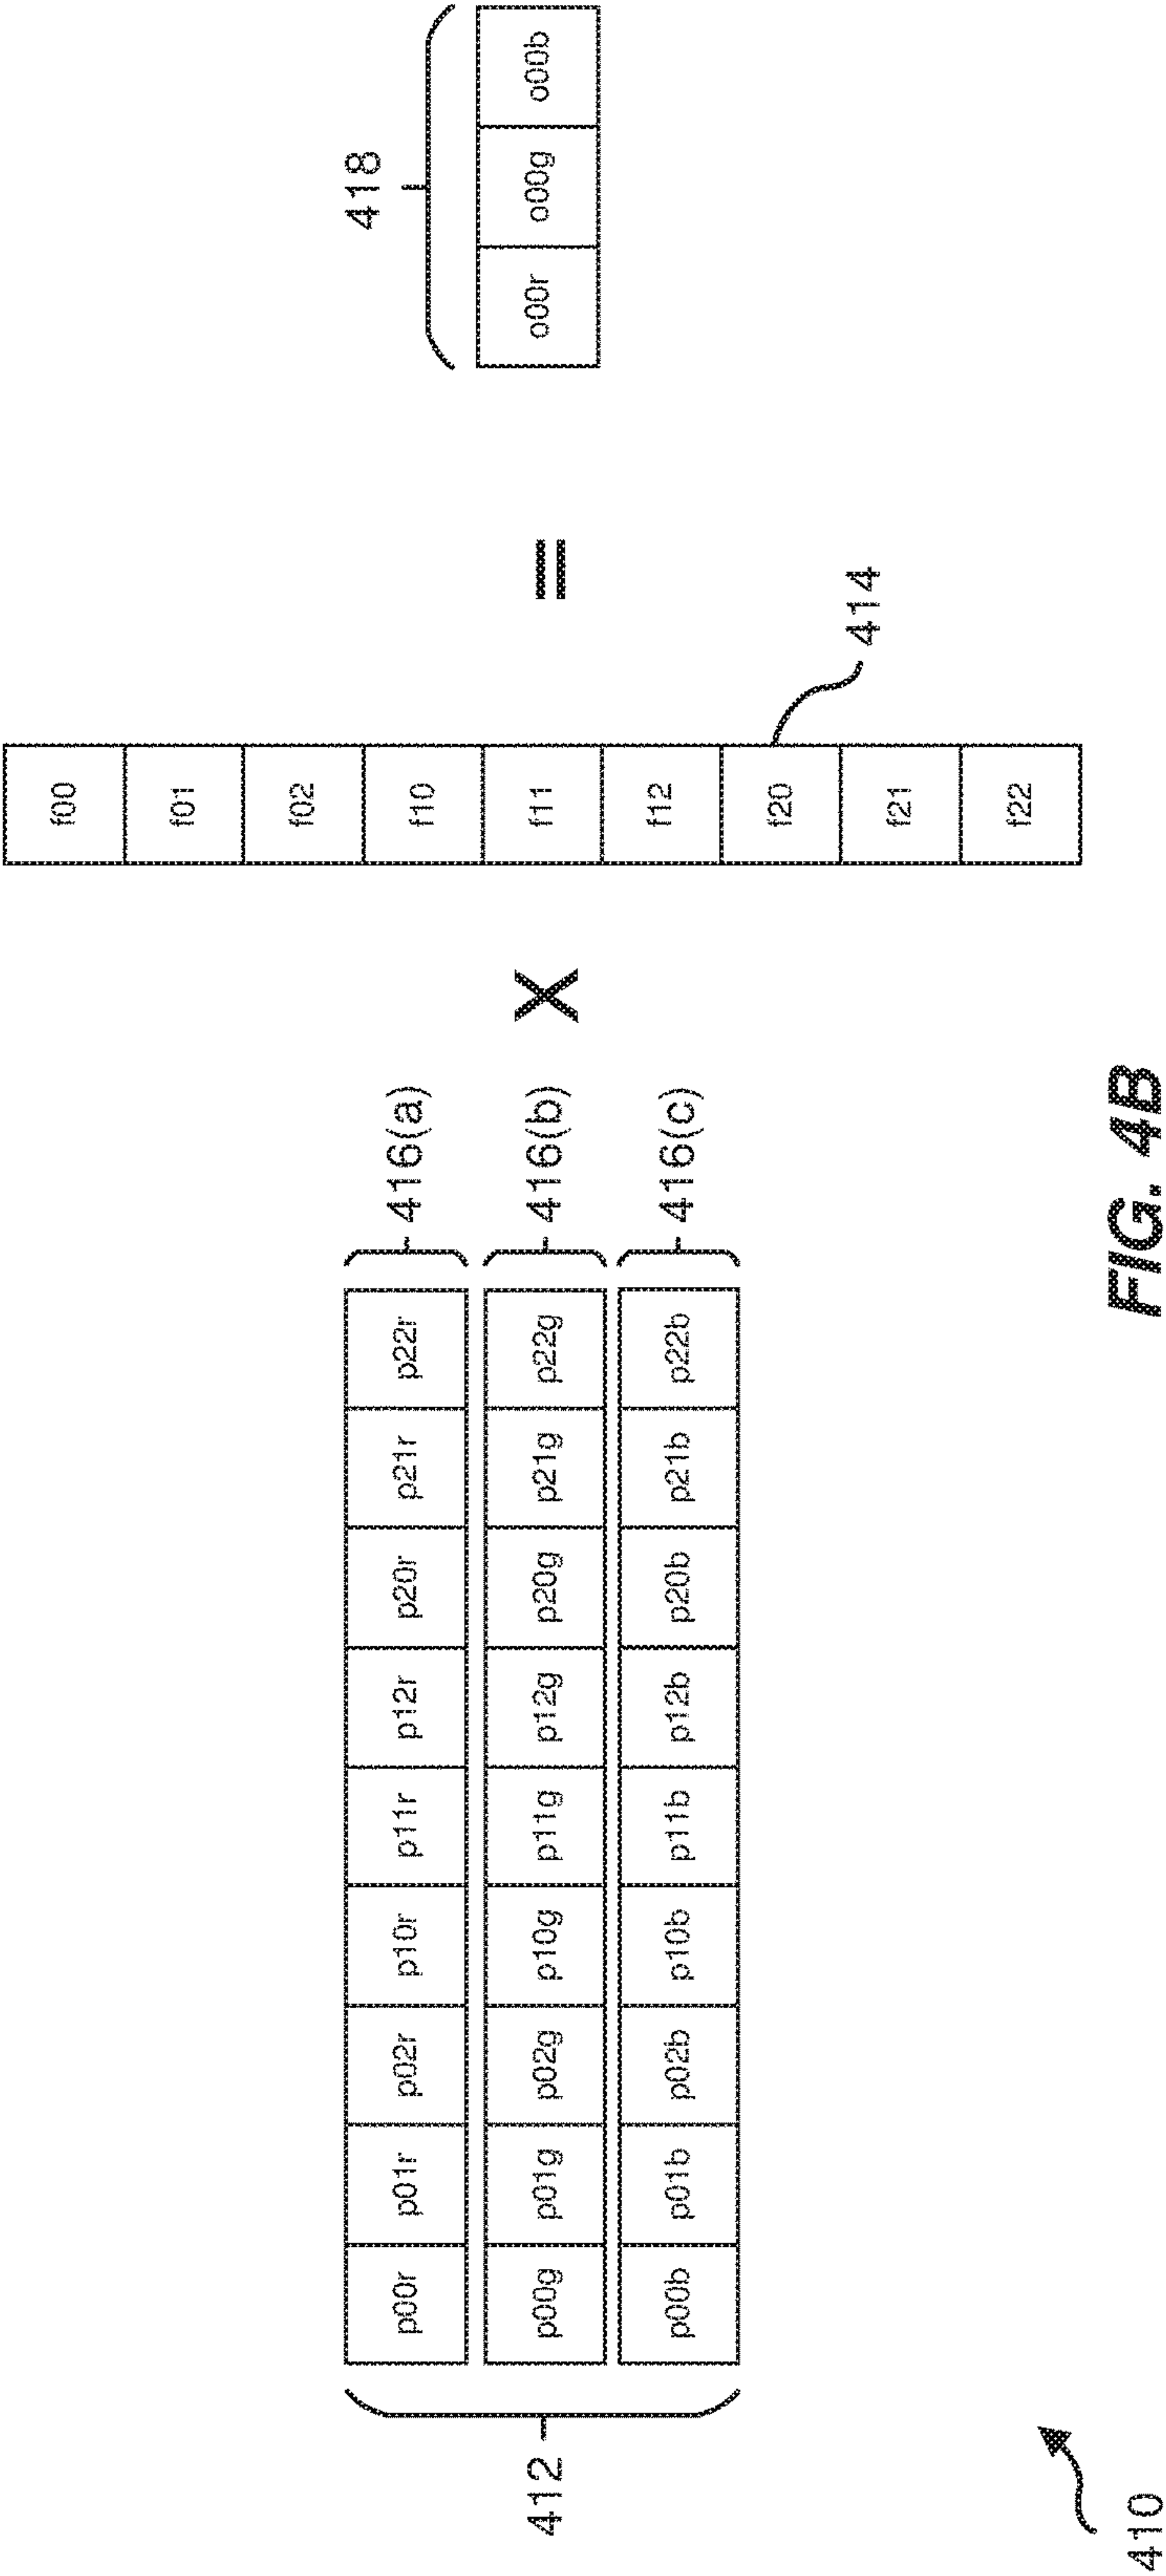 412
p00r p01r p02r p10r p11r p12r p20r p21r p22r 416(a)
p00g p01g p02g p10g p11g p12g p20g p21g p22g 416(b)
p00b p01b p02b p10b p11b p12b p20b p21b p22b 416(c)
X
f00
f01
f02
f10
f11
f12
f20
f21
f22
414
=
418
o00r o00g o00b
410
FIG. 4B